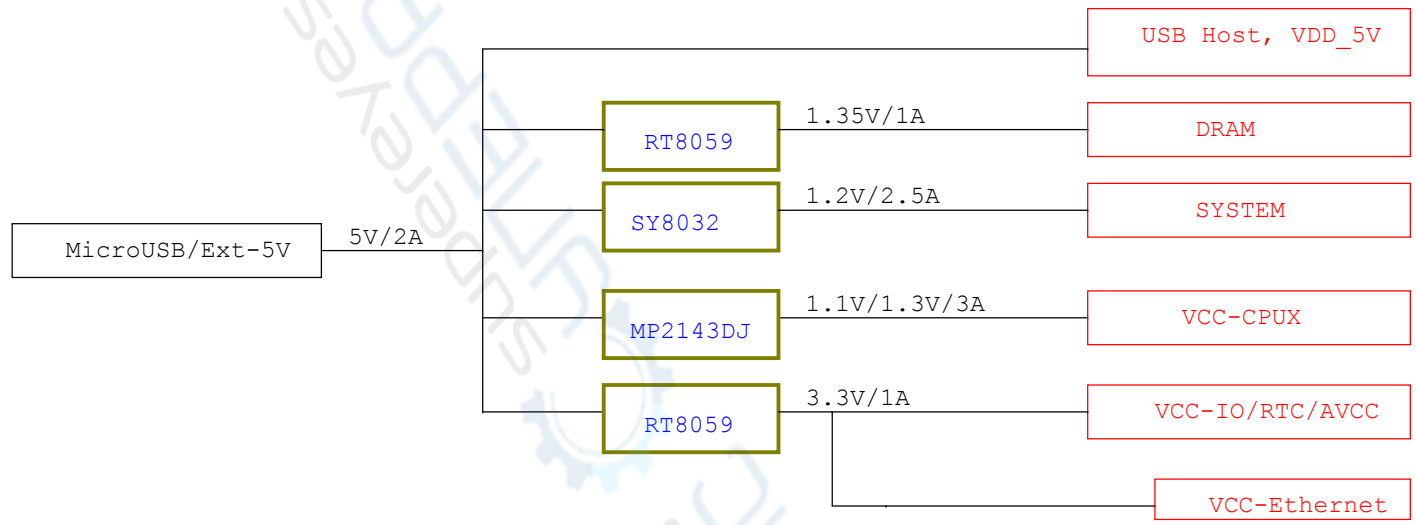 USB Host, VDD_5V
1.35V/1A
RT8059
DRAM
1.2V/2.5A
SY8032
SYSTEM
MicroUSB/Ext-5V
5V/2A
1.1V/1.3V/3A
MP2143DJ
VCC-CPUX
3.3V/1A
RT8059
VCC-IO/RTC/AVCC
VCC-Ethernet